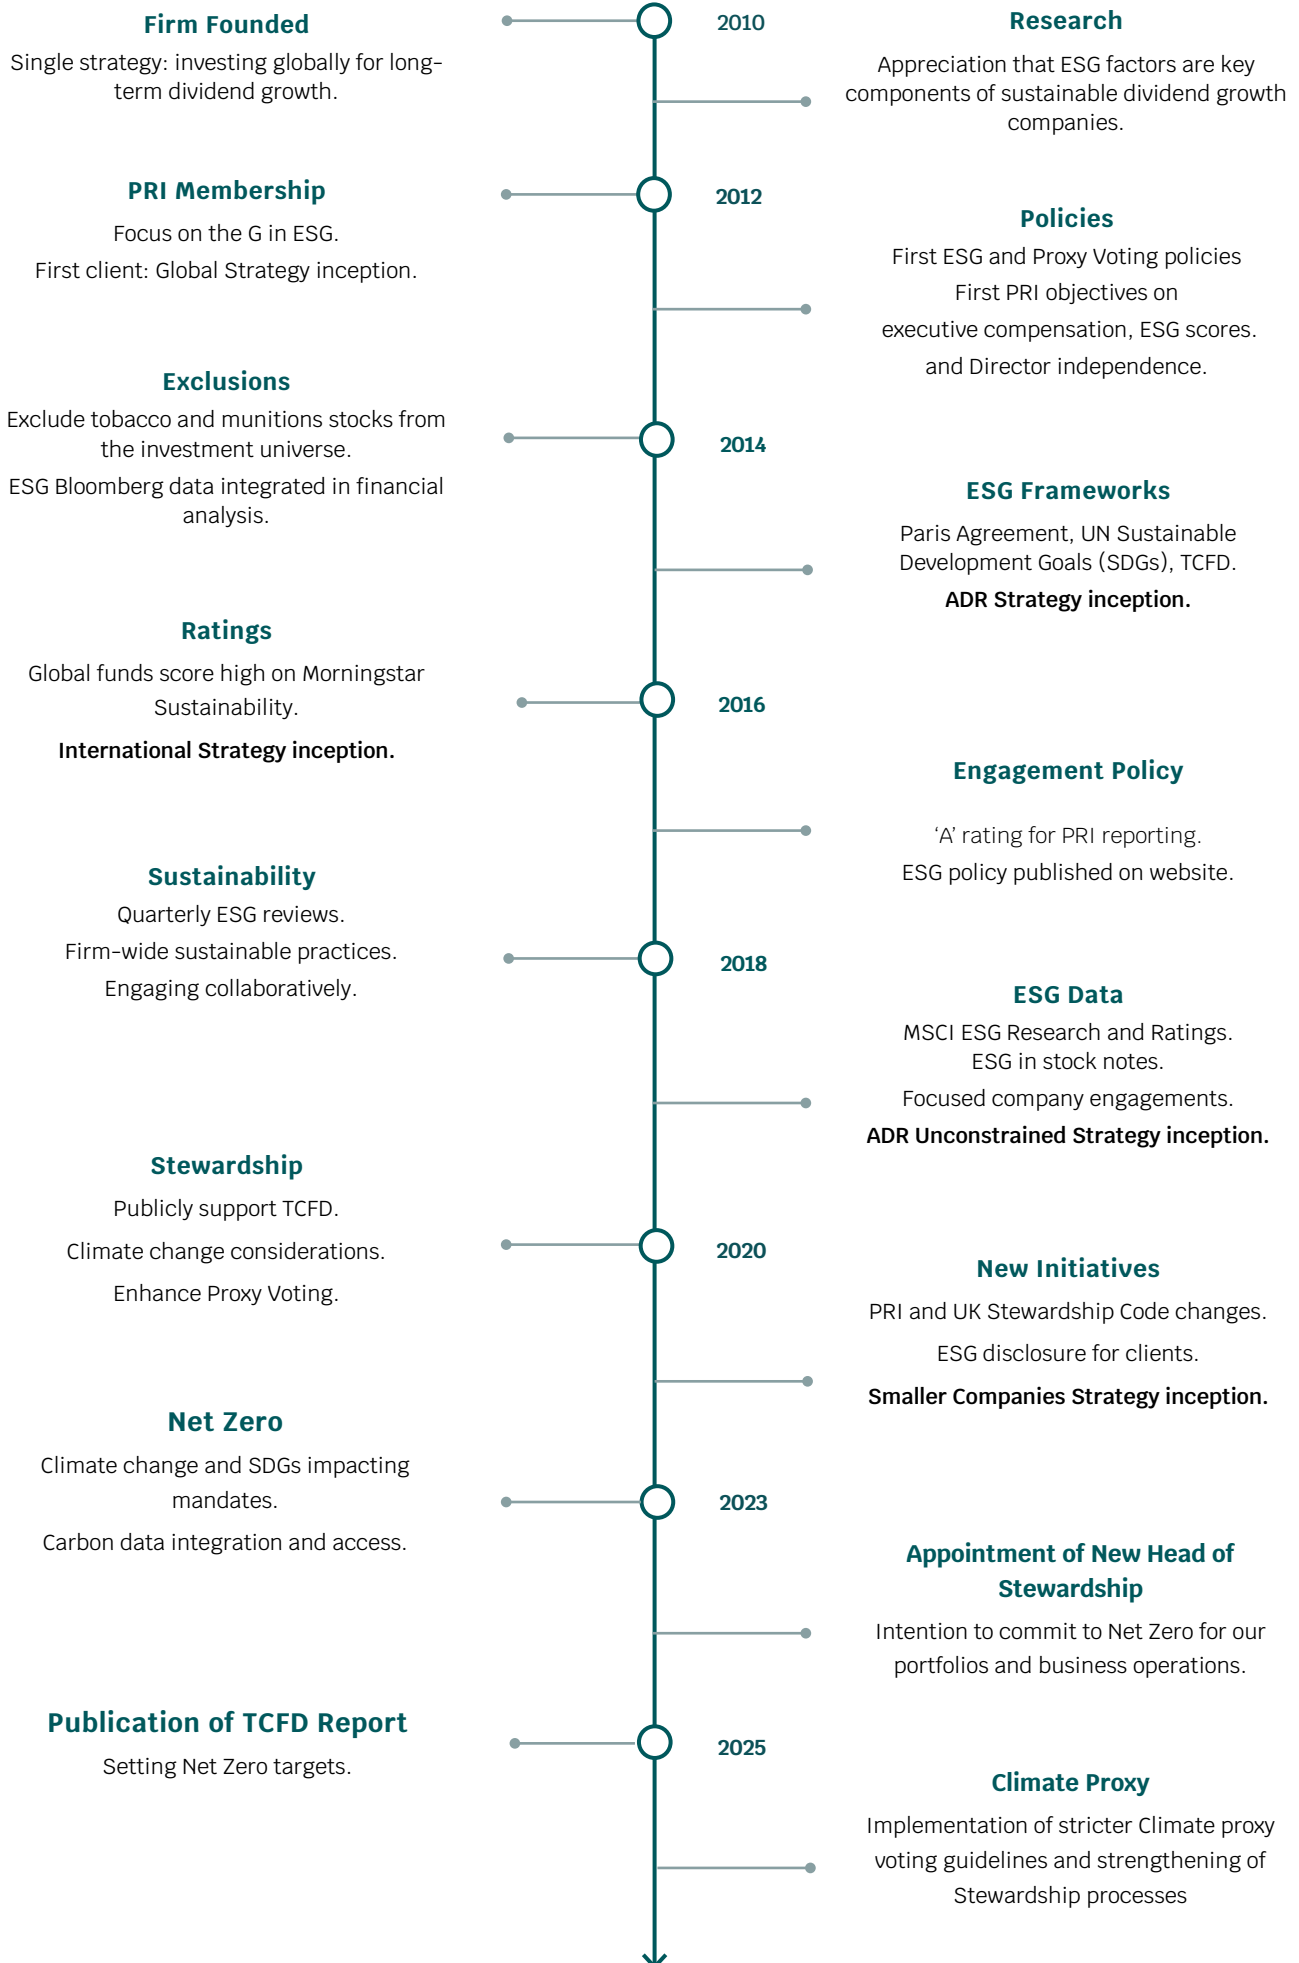 Firm Founded
Single strategy: investing globally for long-
term dividend growth.
2010
Research
Appreciation that ESG factors are key
components of sustainable dividend growth
companies.
PRI Membership
Focus on the G in ESG.
First client: Global Strategy inception.
2012
Policies
First ESG and Proxy Voting policies
First PRI objectives on
executive compensation, ESG scores.
and Director independence.
Exclusions
Exclude tobacco and munitions stocks from
the investment universe.
ESG Bloomberg data integrated in financial
analysis.
2014
ESG Frameworks
Paris Agreement, UN Sustainable
Development Goals (SDGs), TCFD.
ADR Strategy inception.
Ratings
Global funds score high on Morningstar
Sustainability.
International Strategy inception.
2016
Engagement Policy
‘A’ rating for PRI reporting.
ESG policy published on website.
Sustainability
Quarterly ESG reviews.
Firm-wide sustainable practices.
Engaging collaboratively.
2018
ESG Data
MSCI ESG Research and Ratings.
ESG in stock notes.
Focused company engagements.
ADR Unconstrained Strategy inception.
Stewardship
Publicly support TCFD.
Climate change considerations.
Enhance Proxy Voting.
2020
New Initiatives
PRI and UK Stewardship Code changes.
ESG disclosure for clients.
Smaller Companies Strategy inception.
Net Zero
Climate change and SDGs impacting
mandates.
Carbon data integration and access.
2023
Appointment of New Head of
Stewardship
Intention to commit to Net Zero for our
portfolios and business operations.
Publication of TCFD Report
Setting Net Zero targets.
2025
Climate Proxy
Implementation of stricter Climate proxy
voting guidelines and strengthening of
Stewardship processes